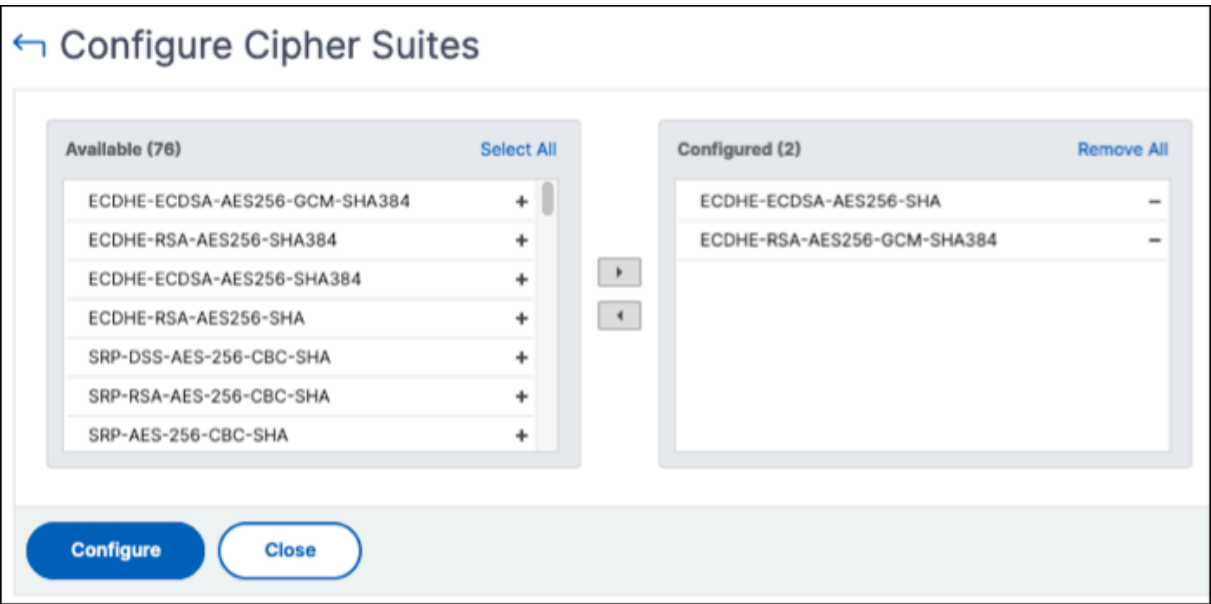 Configure Cipher Suites
Available (76) Select All
ECDHE-ECDSA-AES256-GCM-SHA384
ECDHE-RSA-AES256-SHA384
ECDHE-ECDSA-AES256-SHA384
ECDHE-RSA-AES256-SHA
SRP-DSS-AES-256-CBC-SHA
SRP-RSA-AES-256-CBC-SHA
SRP-AES-256-CBC-SHA
Configured (2) Remove All
ECDHE-ECDSA-AES256-SHA
ECDHE-RSA-AES256-GCM-SHA384
Configure Close